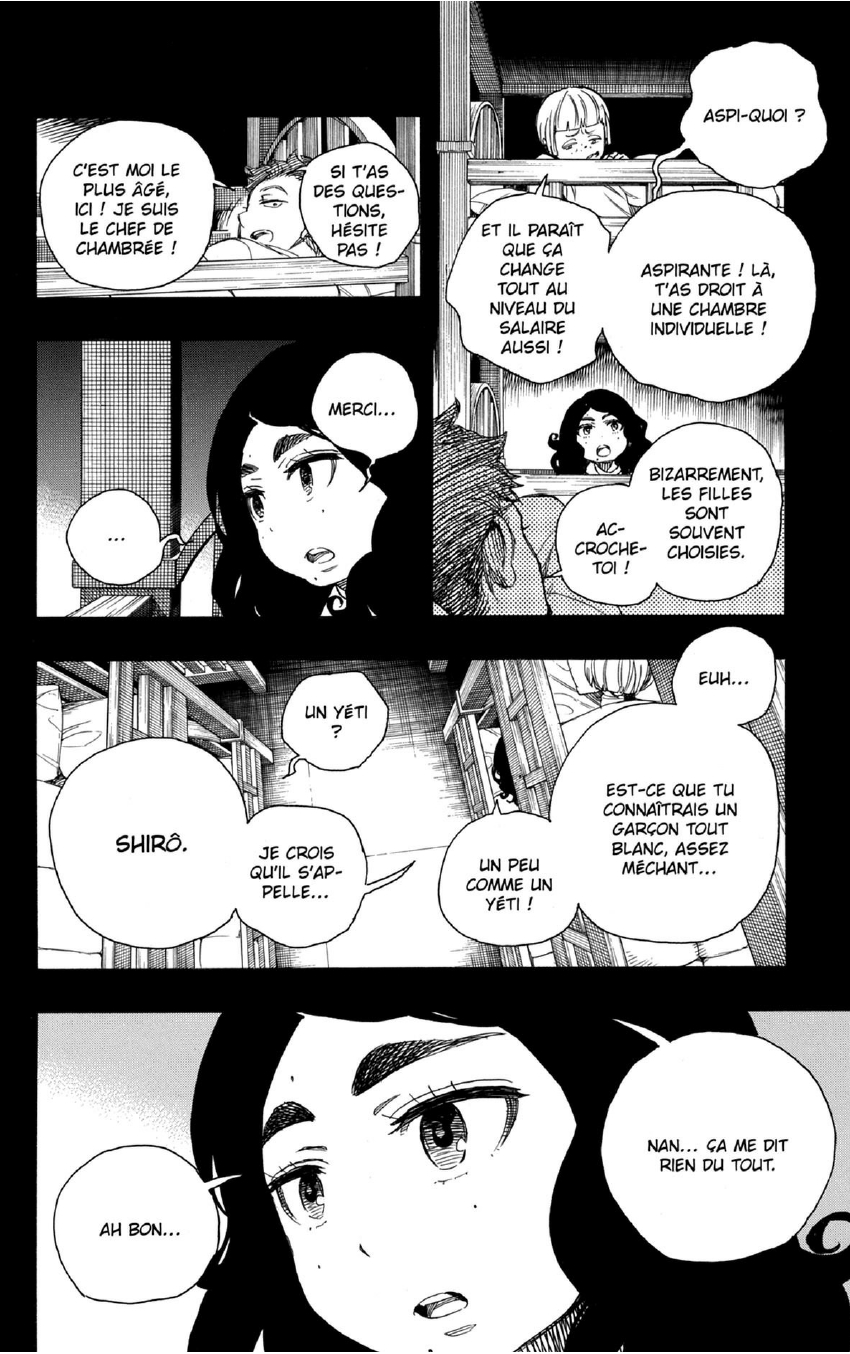 ASPI-QUOI ?
ASPIRANTE ! LÀ,
T'AS DROIT À
UNE CHAMBRE
INDIVIDUELLE !
ET IL PARAÎT
QUE ÇA
CHANGE
TOUT AU
NIVEAU DU
SALAIRE
AUSSI !
BIZARREMENT,
LES FILLES
SONT
SOUVENT
CHOISIES.
AC-
CROCHE-
TOI !
SI T'AS
DES QUES-
TIONS,
HÉSITE
PAS !
C'EST MOI LE
PLUS ÂGÉ,
ICI ! JE SUIS
LE CHEF DE
CHAMBRÉE !
MERCI...
...
EUH...
EST-CE QUE TU
CONNAÎTRAIS UN
GARÇON TOUT
BLANC, ASSEZ
MÉCHANT...
UN PEU
COMME UN
YÉTI !
UN YÉTI
?
JE CROIS
QU'IL S'AP-
PELLE...
SHIRÔ.
NAN... ÇA ME DIT
RIEN DU TOUT.
AH BON...